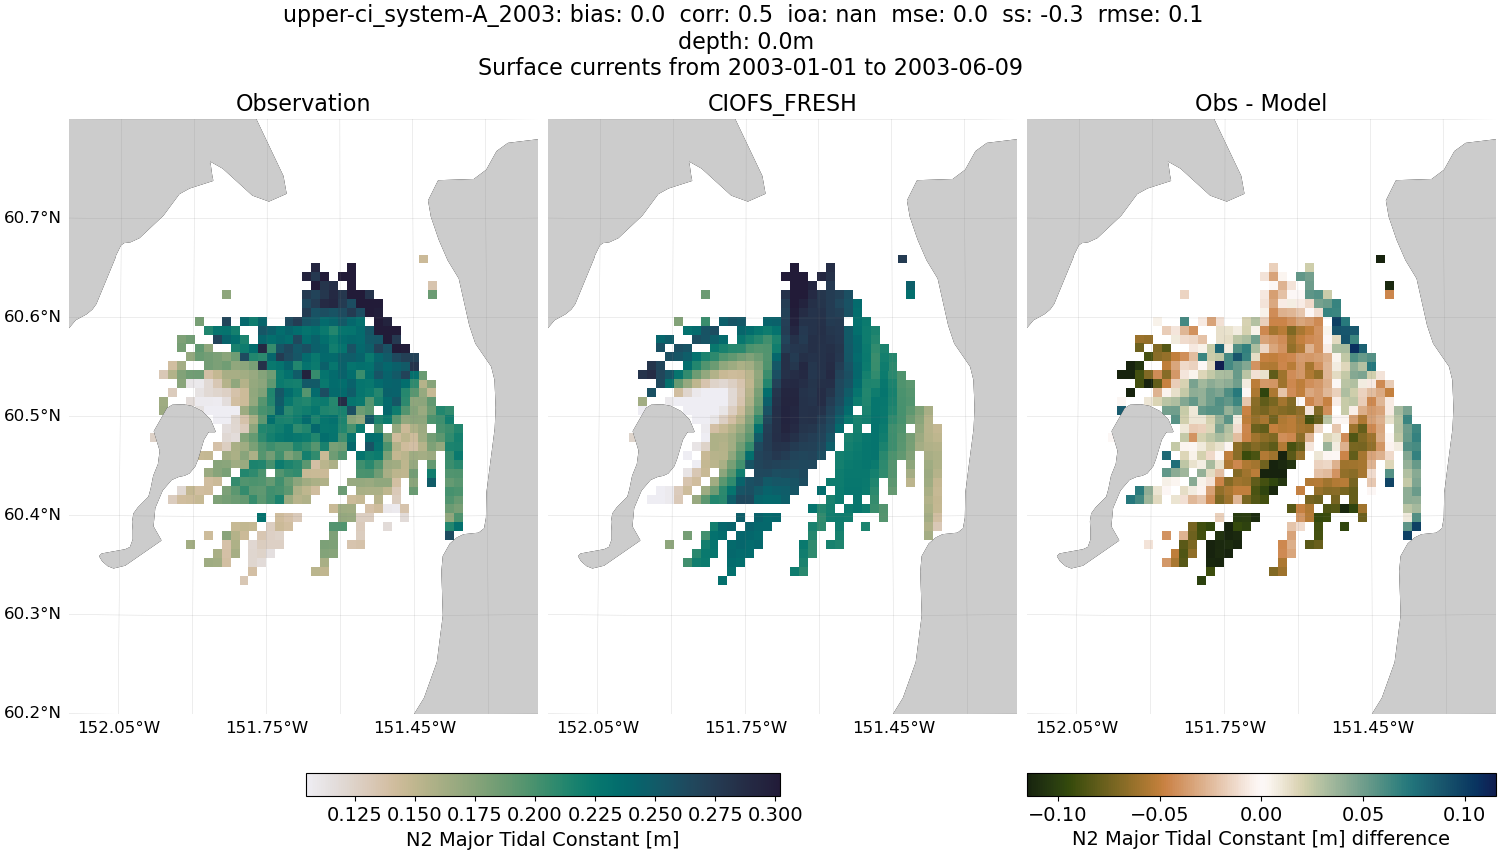 upper-ci_system-A_2003: bias: 0.0  corr: 0.5  ioa: nan  mse: 0.0  ss: -0.3  rmse: 0.1
depth: 0.0m
Surface currents from 2003-01-01 to 2003-06-09
Observation
CIOFS_FRESH
Obs - Model
60.7°N
60.6°N
60.5°N
60.4°N
60.3°N
60.2°N
152.05°W 151.75°W 151.45°W
152.05°W 151.75°W 151.45°W
152.05°W 151.75°W 151.45°W
0.125 0.150 0.175 0.200 0.225 0.250 0.275 0.300
N2 Major Tidal Constant [m]
−0.10 −0.05 0.00 0.05 0.10
N2 Major Tidal Constant [m] difference